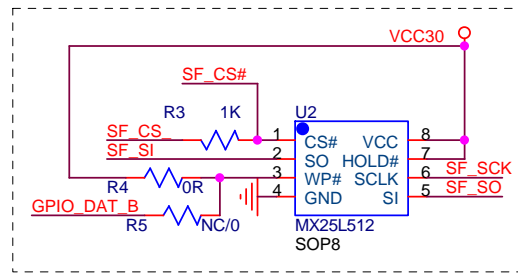 VCC30
SF_CS#
R3 1K U2
SF_CS_ 1 CS# VCC 8
SF_SI 2 SO HOLD# 7
3 WP# SCLK 6 SF_SCK
R4 0R 4 GND SI 5 SF_SO
GPIO_DAT_B
R5 NC/0 MX25L512
SOP8